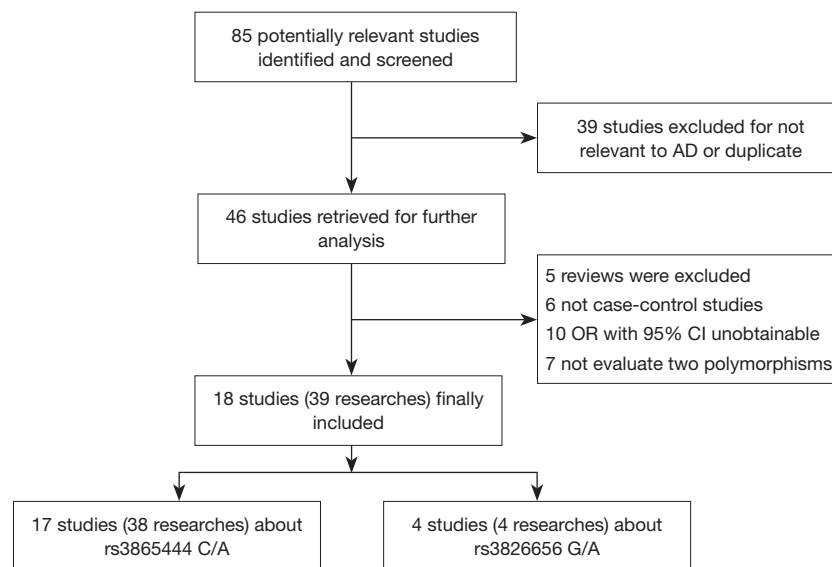 85 potentially relevant studies
identified and screened
39 studies excluded for not
relevant to AD or duplicate
46 studies retrieved for further
analysis
5 reviews were excluded
6 not case-control studies
10 OR with 95% CI unobtainable
7 not evaluate two polymorphisms
18 studies (39 researches) finally
included
17 studies (38 researches) about
rs3865444 C/A
4 studies (4 researches) about
rs3826656 G/A